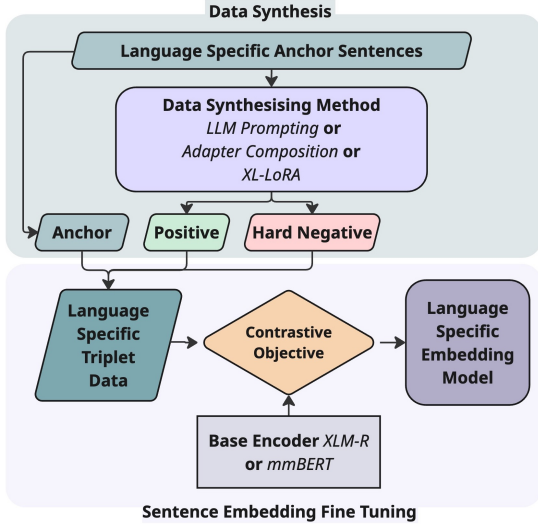 Data Synthesis
Language Specific Anchor Sentences
Data Synthesising Method
LLM Prompting or
Adapter Composition or
XL-LoRA
Anchor
Positive
Hard Negative
Language
Specific
Triplet
Data
Contrastive
Objective
Language
Specific
Embedding
Model
Base Encoder XLM-R
or mmBERT
Sentence Embedding Fine Tuning